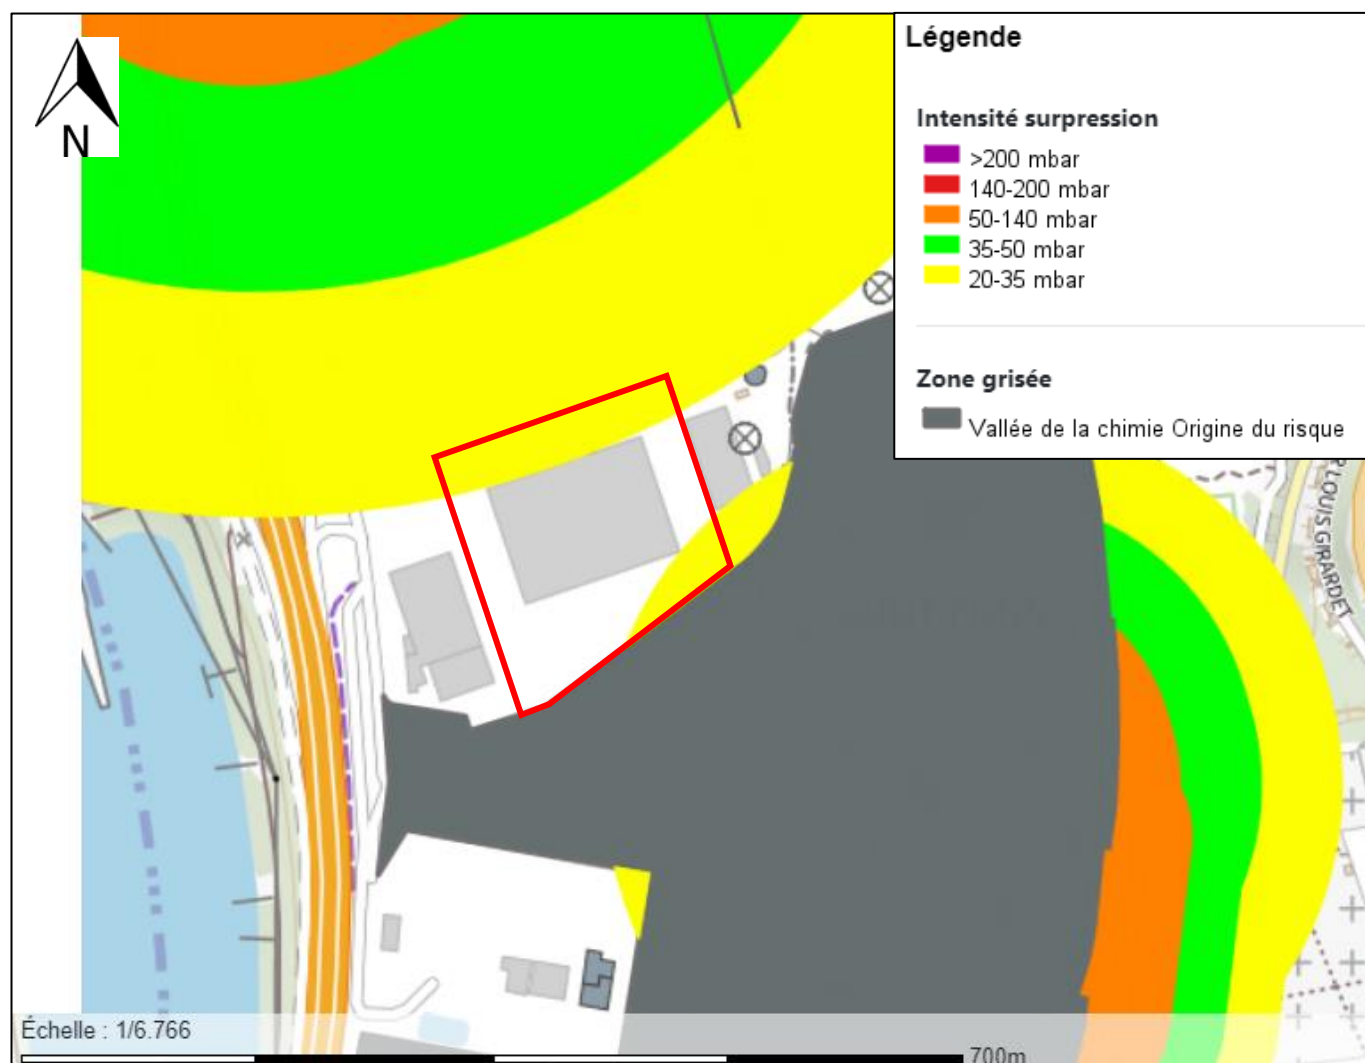 Légende
N
Intensité surpression
>200 mbar
140-200 mbar
50-140 mbar
35-50 mbar
20-35 mbar
Zone grisée
Vallée de la chimie Origine du risque
LOUIS GIRARDET
Échelle : 1/6.766
700m